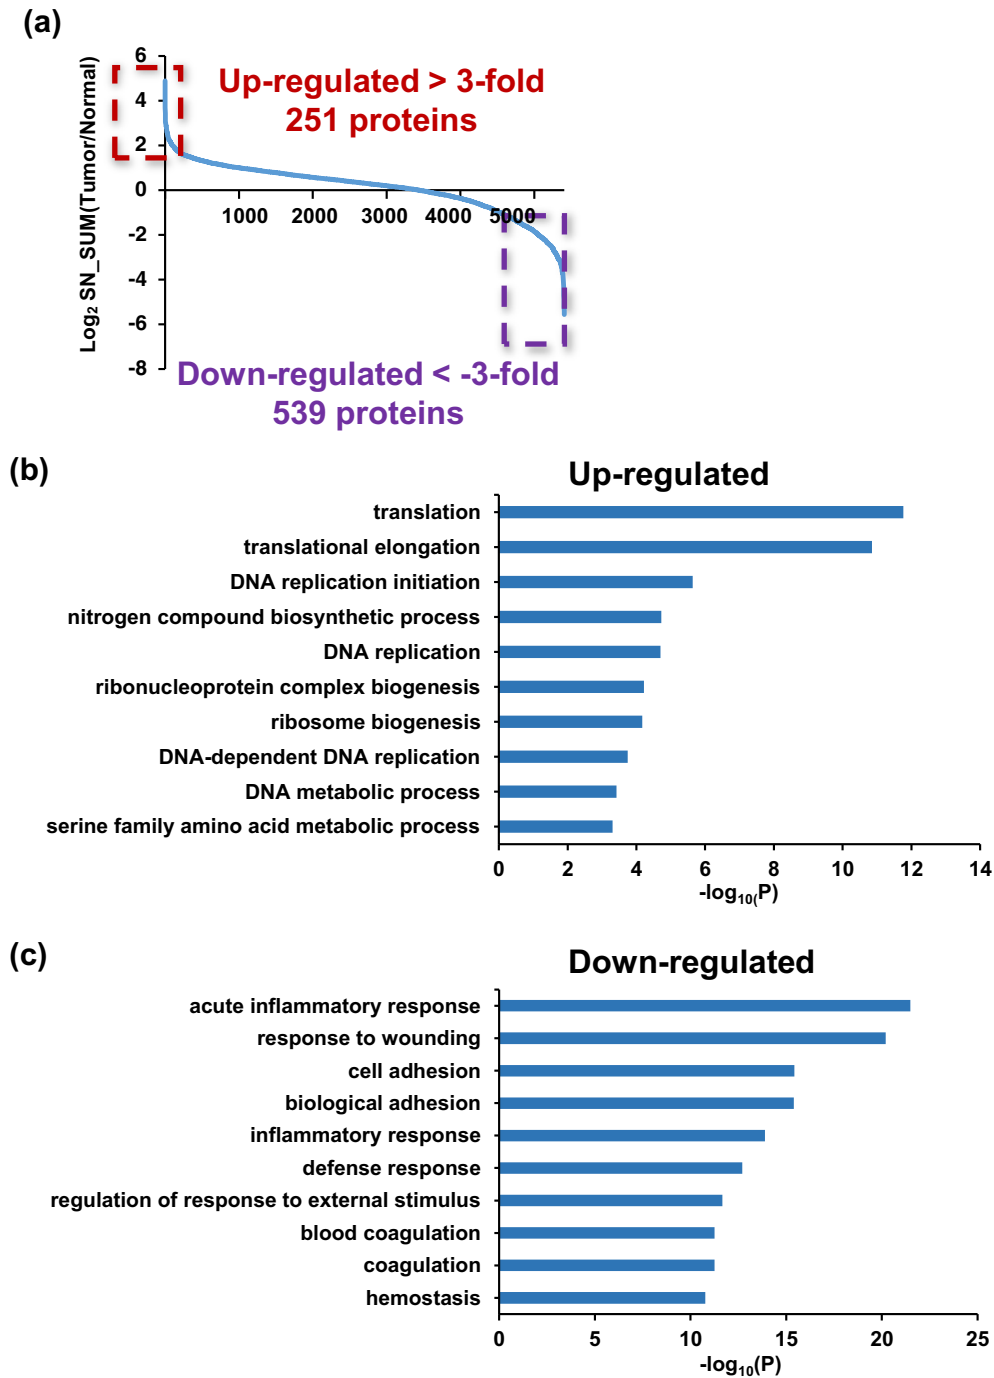 (a)
Log2 SN_SUM(Tumor/Normal)
6
4
2
0
-2
-4
-6
-8
1000 2000 3000 4000 5000
Up-regulated > 3-fold
251 proteins
Down-regulated < -3-fold
539 proteins
(b)
Up-regulated
translation
translational elongation
DNA replication initiation
nitrogen compound biosynthetic process
DNA replication
ribonucleoprotein complex biogenesis
ribosome biogenesis
DNA-dependent DNA replication
DNA metabolic process
serine family amino acid metabolic process
0 2 4 6 8 10 12 14
-log10(P)
(c)
Down-regulated
acute inflammatory response
response to wounding
cell adhesion
biological adhesion
inflammatory response
defense response
regulation of response to external stimulus
blood coagulation
coagulation
hemostasis
0 5 10 15 20 25
-log10(P)